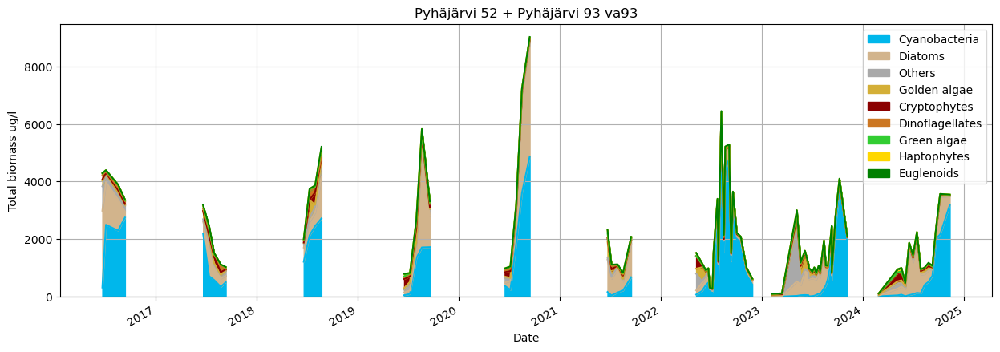 Pyhäjärvi 52 + Pyhäjärvi 93 va93
Total biomass ug/l
8000
6000
4000
2000
0
Cyanobacteria
Diatoms
Others
Golden algae
Cryptophytes
Dinoflagellates
Green algae
Haptophytes
Euglenoids
2017
2018
2019
2020
2021
2022
2023
2024
2025
Date